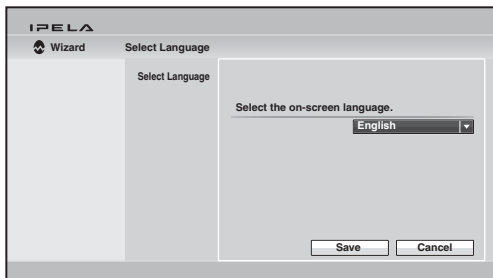 IPELA
Wizard Select Language
Select Language
Select the on-screen language.
English
Save Cancel